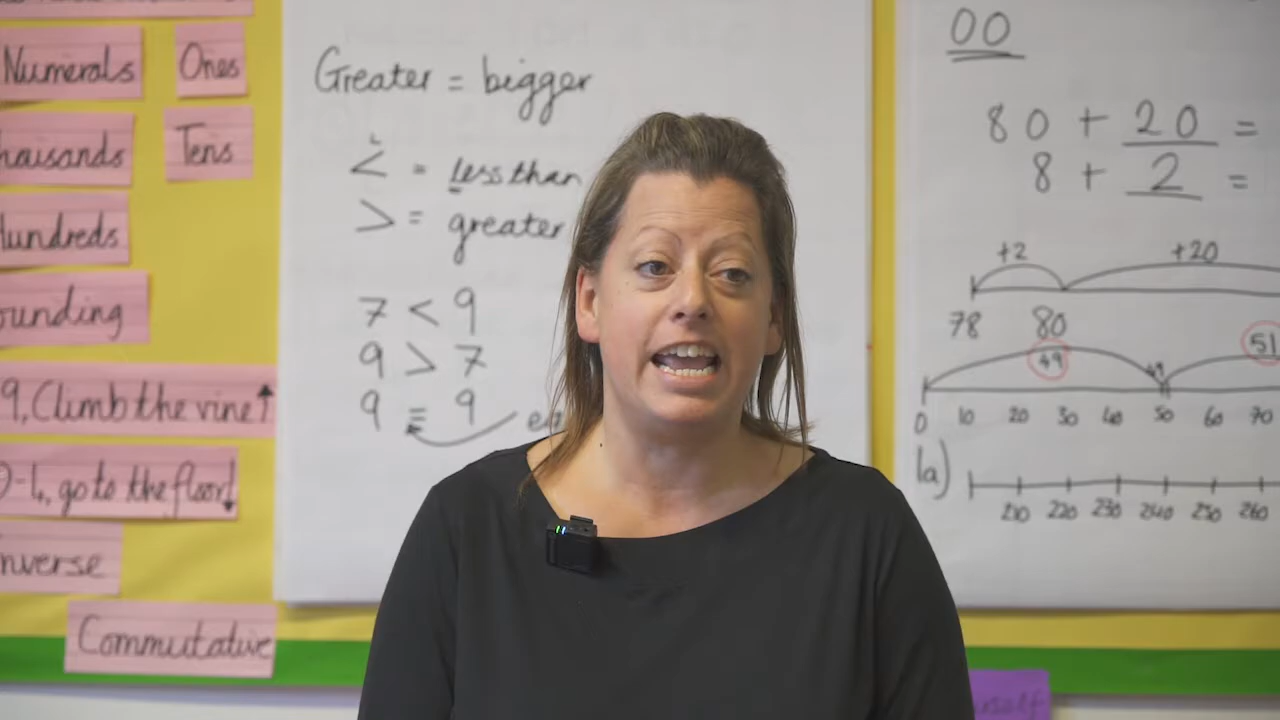 Numerals
Ones
Tens
9, Climb the vine
go to the floor!
Commutative
Greater = bigger
< = less than
> = greater
7 < 9
9 > 7
9 = 9
00
80 + 20 =
8 + 2 =
+2 +20
78 80
49 51
0 10 20 30 40 50 60 70
1a)
210 220 230 240 250 260